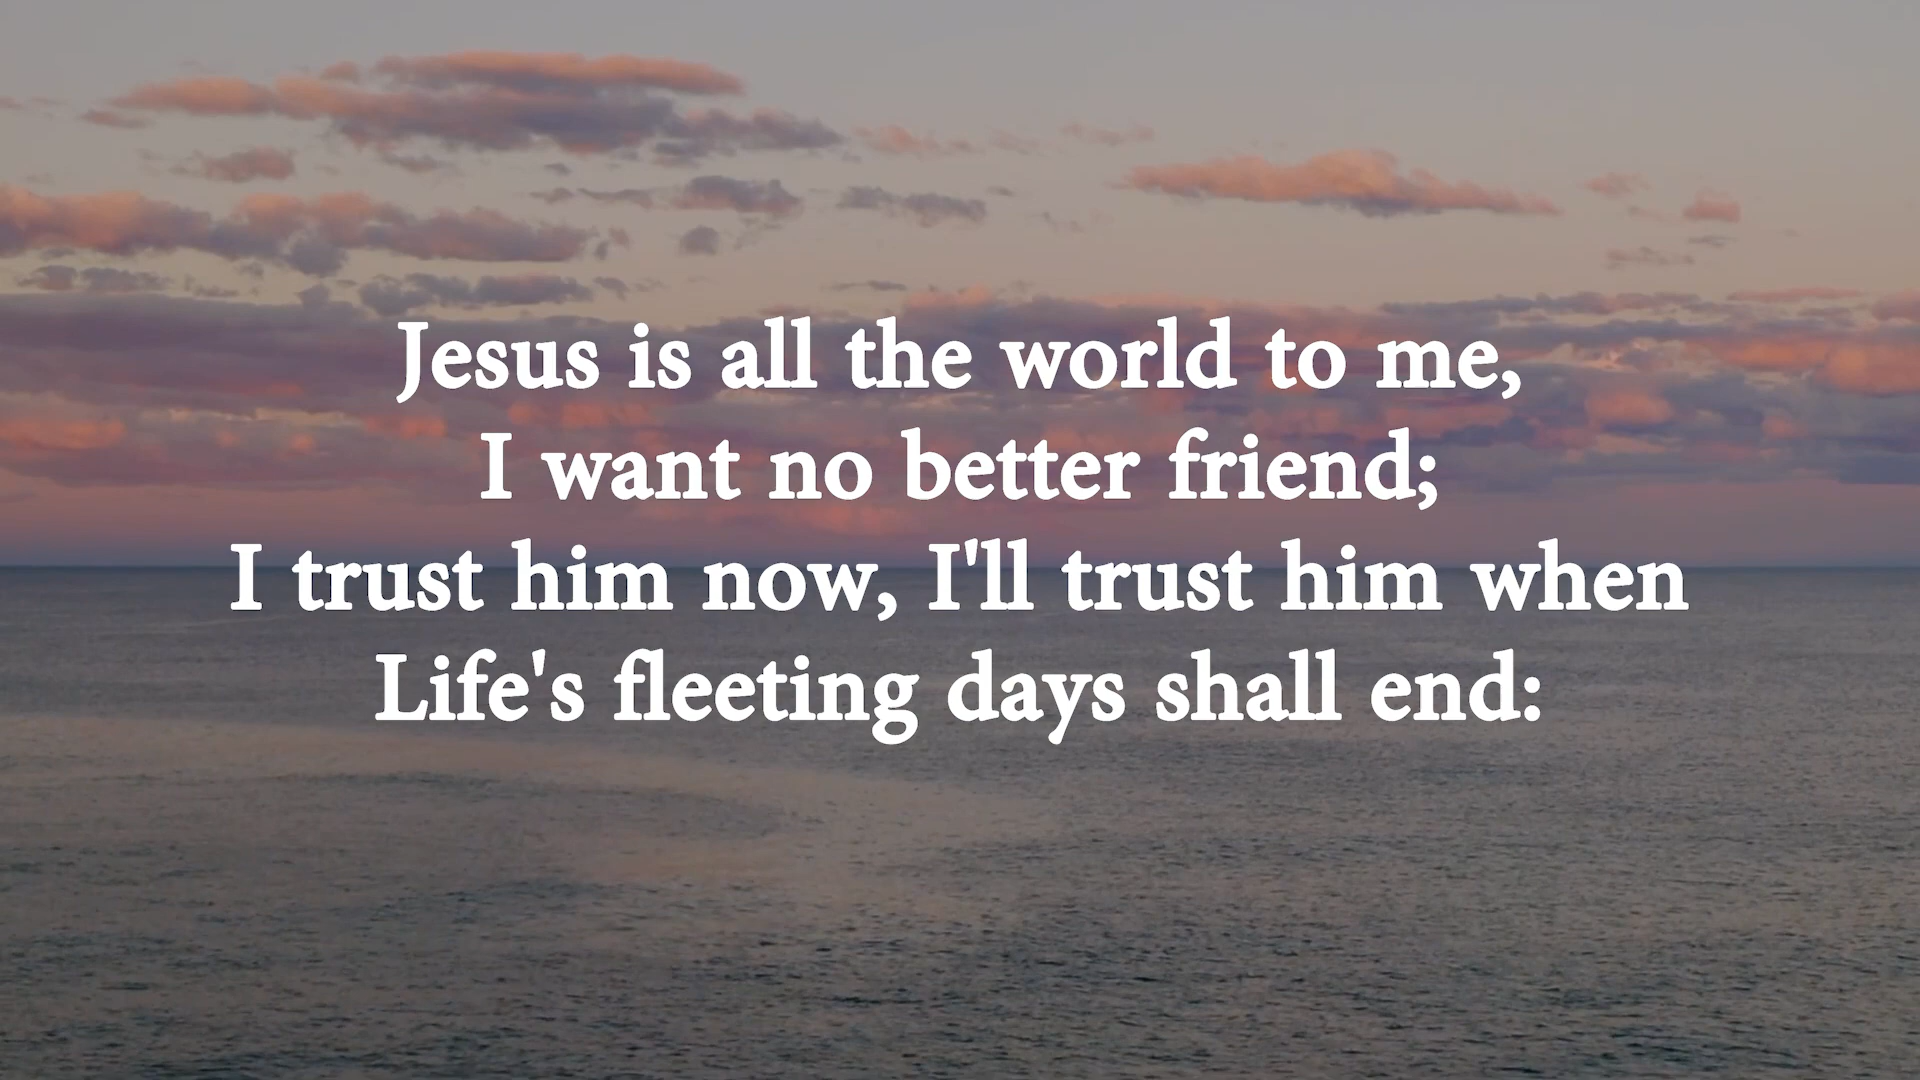 Jesus is all the world to me,
I want no better friend;
I trust him now, I'll trust him when
Life's fleeting days shall end: